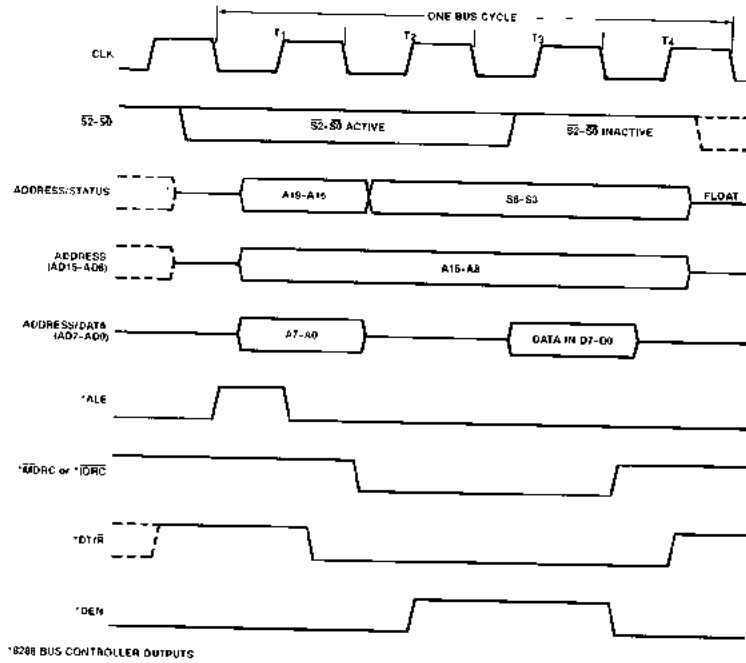 ONE BUS CYCLE
T1 T2 T3 T4
CLK
S2-S0
S2-S0 ACTIVE
S2-S0 INACTIVE
ADDRESS/STATUS
A19-A16
S6-S3
FLOAT
ADDRESS
(AD15-AD8)
A15-A8
ADDRESS/DATA
(AD7-AD0)
A7-A0
DATA IN D7-D0
*ALE
*MDRC or *IORC
*DT/R
*DEN
*8288 BUS CONTROLLER OUTPUTS